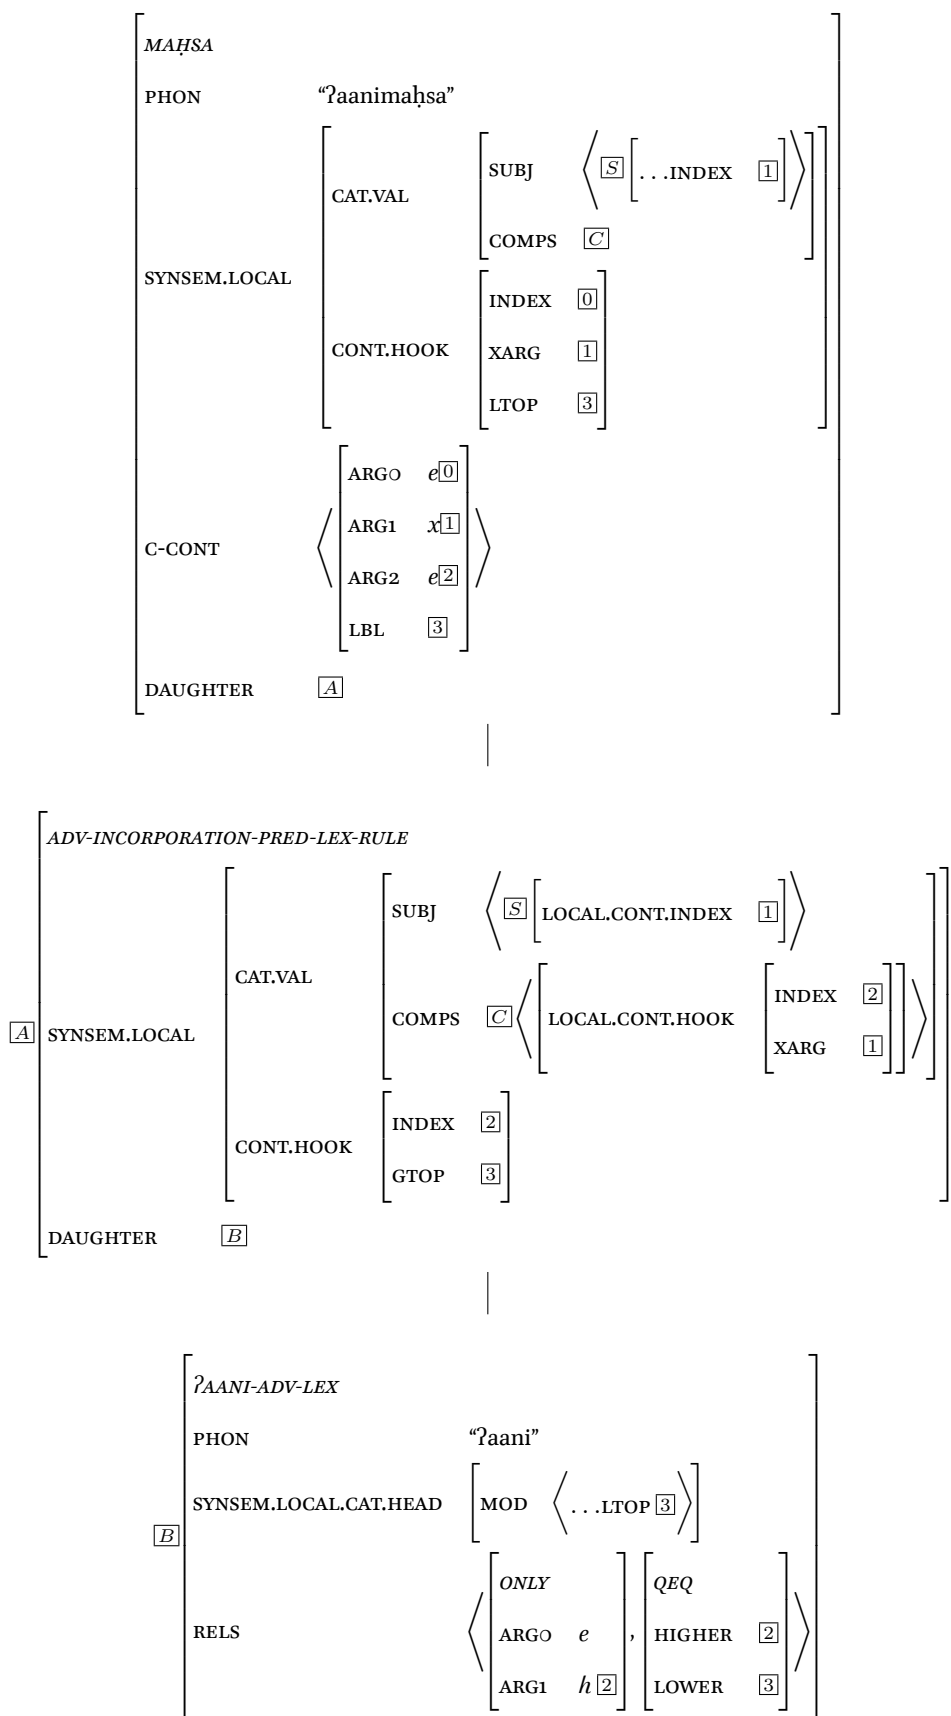 MAḤSA
PHON “ʔaanimaḥsa”
SUBJ ⟨ S [ . . .INDEX 1 ] ⟩
CAT.VAL
COMPS C
SYNSEM.LOCAL
INDEX 0
CONT.HOOK XARG 1
LTOP 3
ARG0 e 0
ARG1 x 1
C-CONT
ARG2 e 2
LBL 3
DAUGHTER A
ADV-INCORPORATION-PRED-LEX-RULE
SUBJ ⟨ S [ LOCAL.CONT.INDEX 1 ] ⟩
CAT.VAL
INDEX 2
COMPS C ⟨ [ LOCAL.CONT.HOOK
XARG 1
A SYNSEM.LOCAL
INDEX 2
CONT.HOOK
GTOP 3
DAUGHTER B
ʔAANI-ADV-LEX
PHON “ʔaani”
SYNSEM.LOCAL.CAT.HEAD [ MOD ⟨ . . .LTOP 3 ⟩ ]
B
ONLY QEQ
RELS ARG0 e , HIGHER 2
ARG1 h 2 LOWER 3